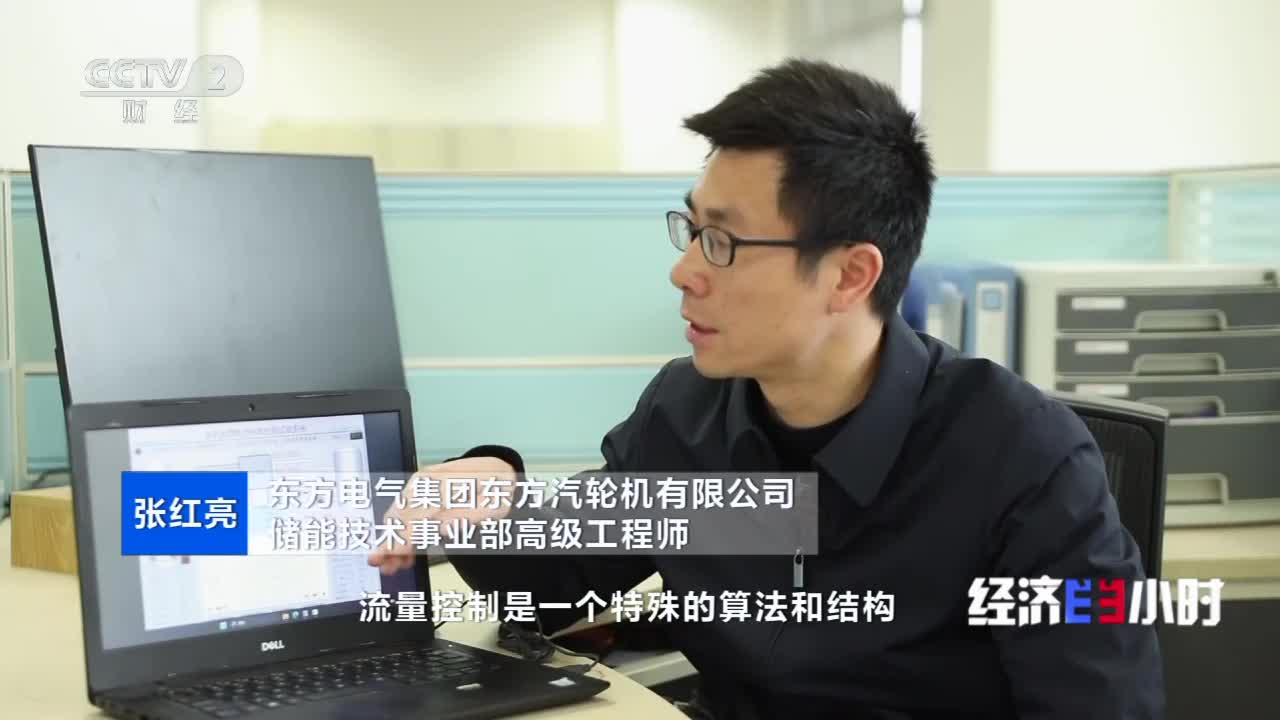 CCTV 2
财经
张红亮
东方电气集团东方汽轮机有限公司
储能技术事业部高级工程师
流量控制是一个特殊的算法和结构
经济半小时
DELL